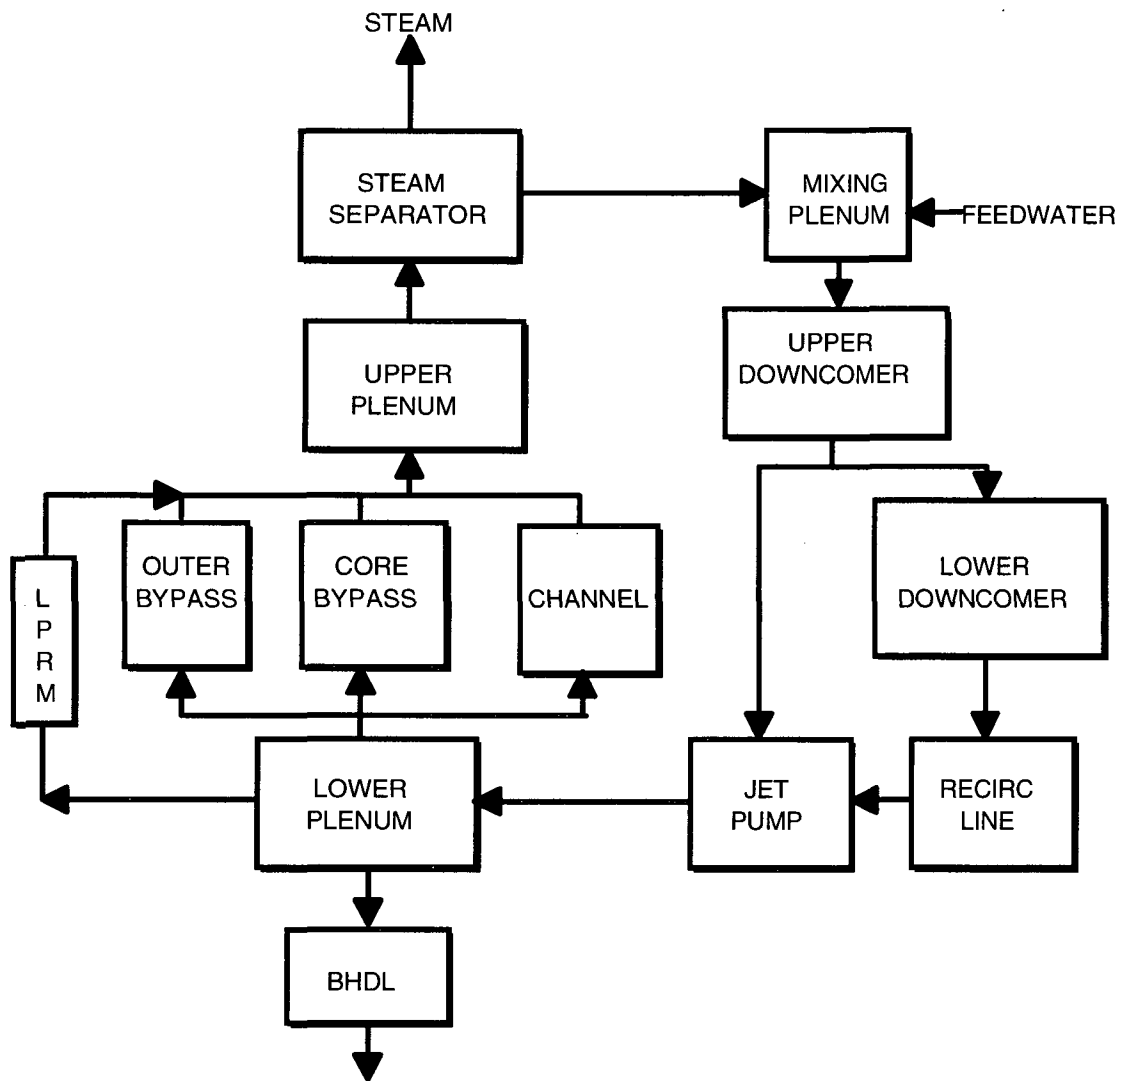 STEAM
STEAM
SEPARATOR
MIXING
PLENUM
FEEDWATER
UPPER
DOWNCOMER
UPPER
PLENUM
LPRM
OUTER
BYPASS
CORE
BYPASS
CHANNEL
LOWER
DOWNCOMER
LOWER
PLENUM
JET
PUMP
RECIRC
LINE
BHDL